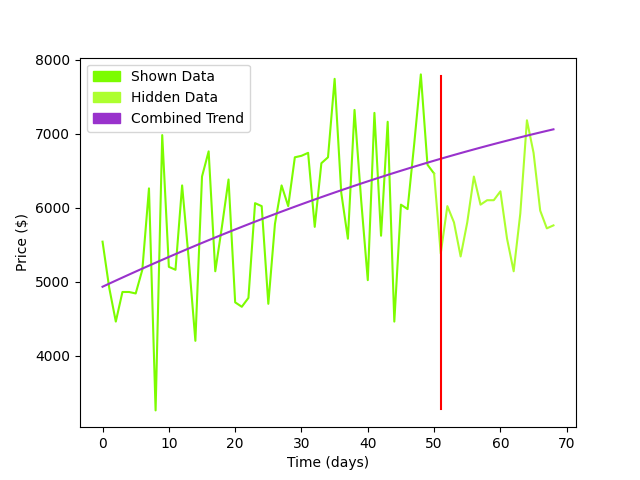 8000
7000
6000
5000
4000
Price ($)
Shown Data
Hidden Data
Combined Trend
0 10 20 30 40 50 60 70
Time (days)